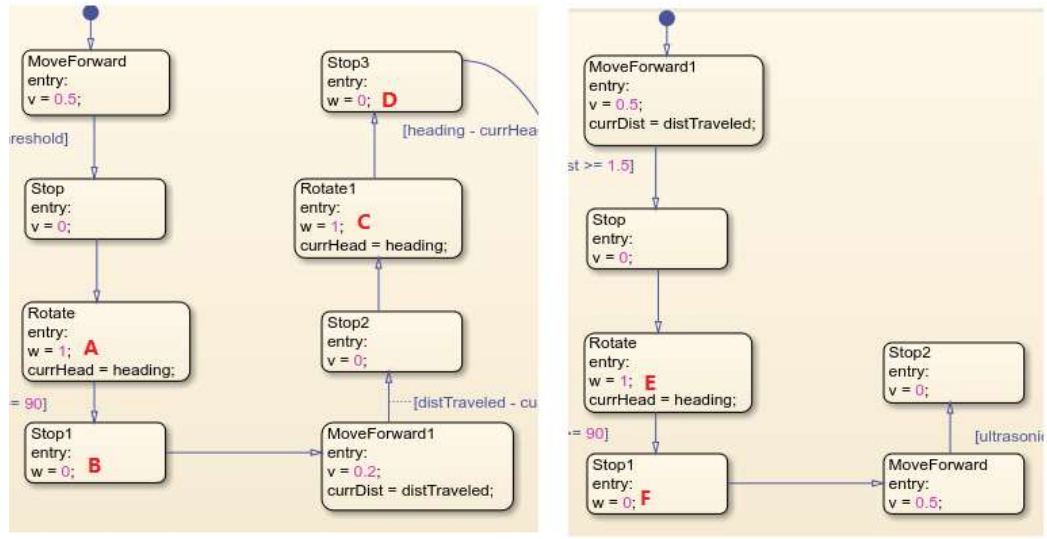 MoveForward
entry:
v = 0.5;
reshold]
Stop
entry:
v = 0;
Rotate
entry:
w = 1; A
currHead = heading;
= 90]
Stop1
entry:
w = 0; B
MoveForward1
entry:
v = 0.2;
currDist = distTraveled;
[distTraveled - cu
Stop2
entry:
v = 0;
Rotate1
entry:
w = 1; C
currHead = heading;
[heading - currHea
Stop3
entry:
w = 0; D
MoveForward1
entry:
v = 0.5;
currDist = distTraveled;
st >= 1.5]
Stop
entry:
v = 0;
Rotate
entry:
w = 1; E
currHead = heading;
>= 90]
Stop1
entry:
w = 0; F
MoveForward
entry:
v = 0.5;
[ultrasoni
Stop2
entry:
v = 0;